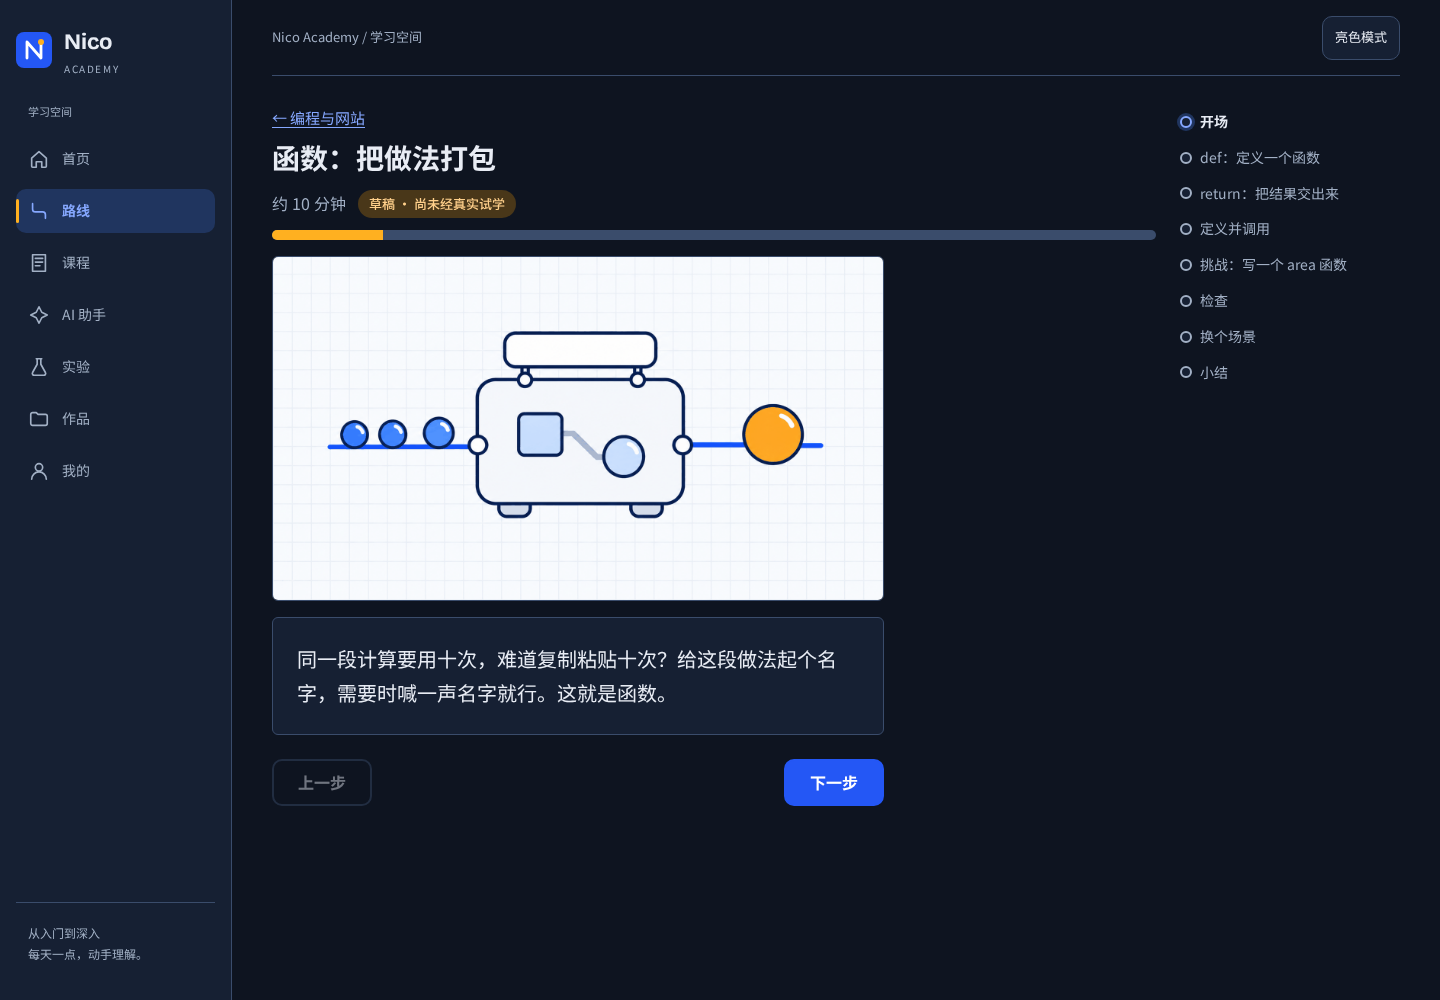 Nico
ACADEMY
学习空间
首页
路线
课程
AI 助手
实验
作品
我的
从入门到深入
每天一点，动手理解。
Nico Academy / 学习空间
亮色模式
← 编程与网站
函数：把做法打包
约 10 分钟
草稿 · 尚未经真实试学
同一段计算要用十次，难道复制粘贴十次？给这段做法起个名
字，需要时喊一声名字就行。这就是函数。
上一步
下一步
开场
def：定义一个函数
return：把结果交出来
定义并调用
挑战：写一个 area 函数
检查
换个场景
小结